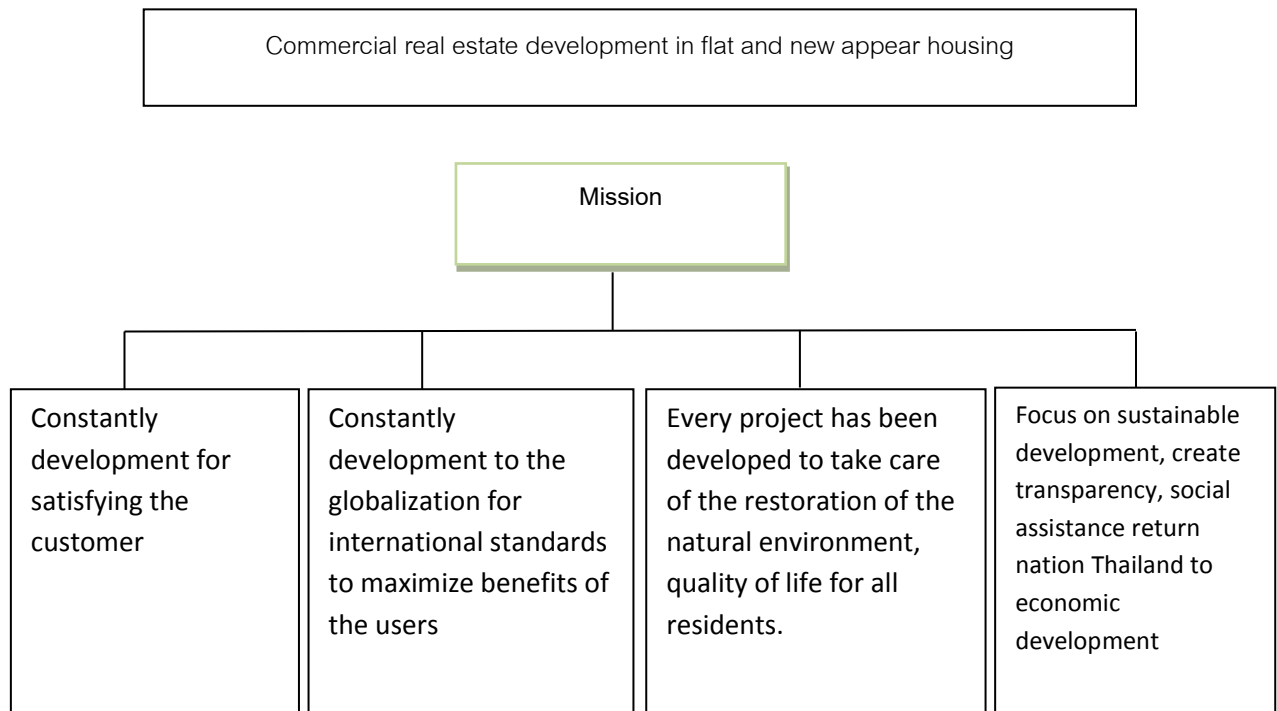 Commercial real estate development in flat and new appear housing
Mission
Constantly
development for
satisfying the
customer
Constantly
development to the
globalization for
international standards
to maximize benefits of
the users
Every project has been
developed to take care
of the restoration of the
natural environment,
quality of life for all
residents.
Focus on sustainable
development, create
transparency, social
assistance return
nation Thailand to
economic
development